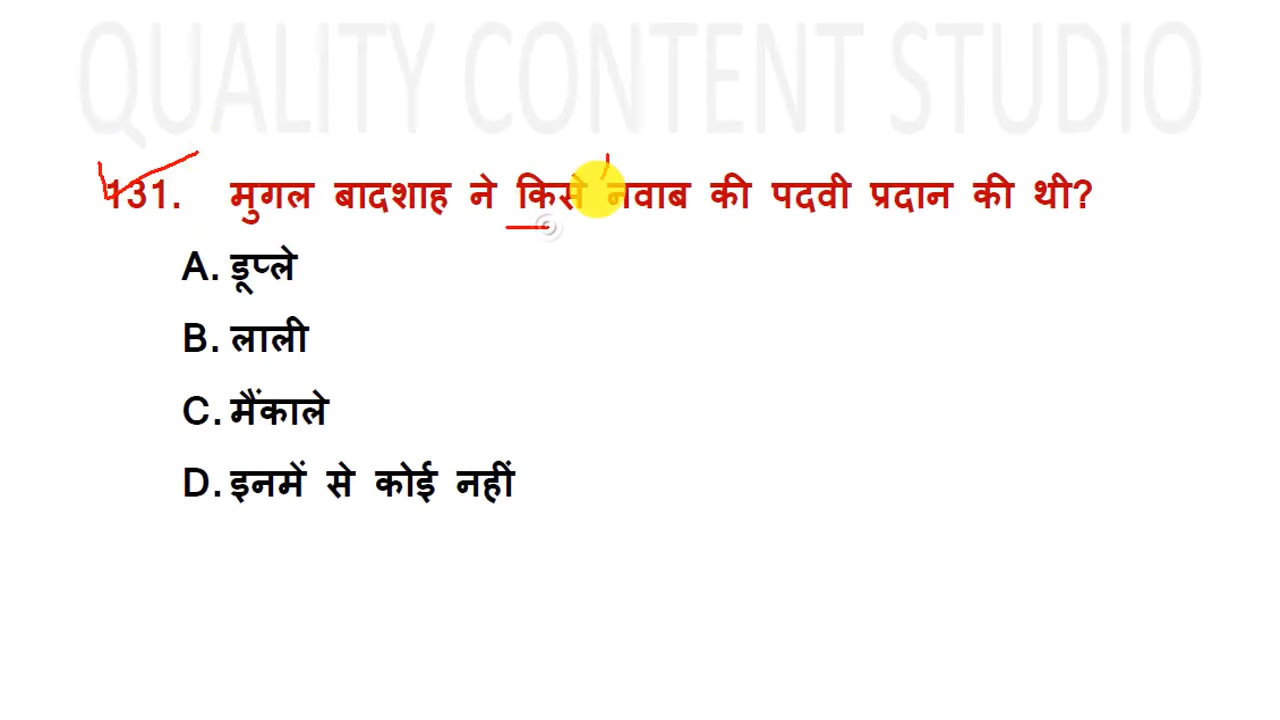 QUALITY CONTENT STUDIO
131. मुगल बादशाह ने किसे नवाब की पदवी प्रदान की थी?
A. डूप्ले
B. लाली
C. मैंकाले
D. इनमें से कोई नहीं